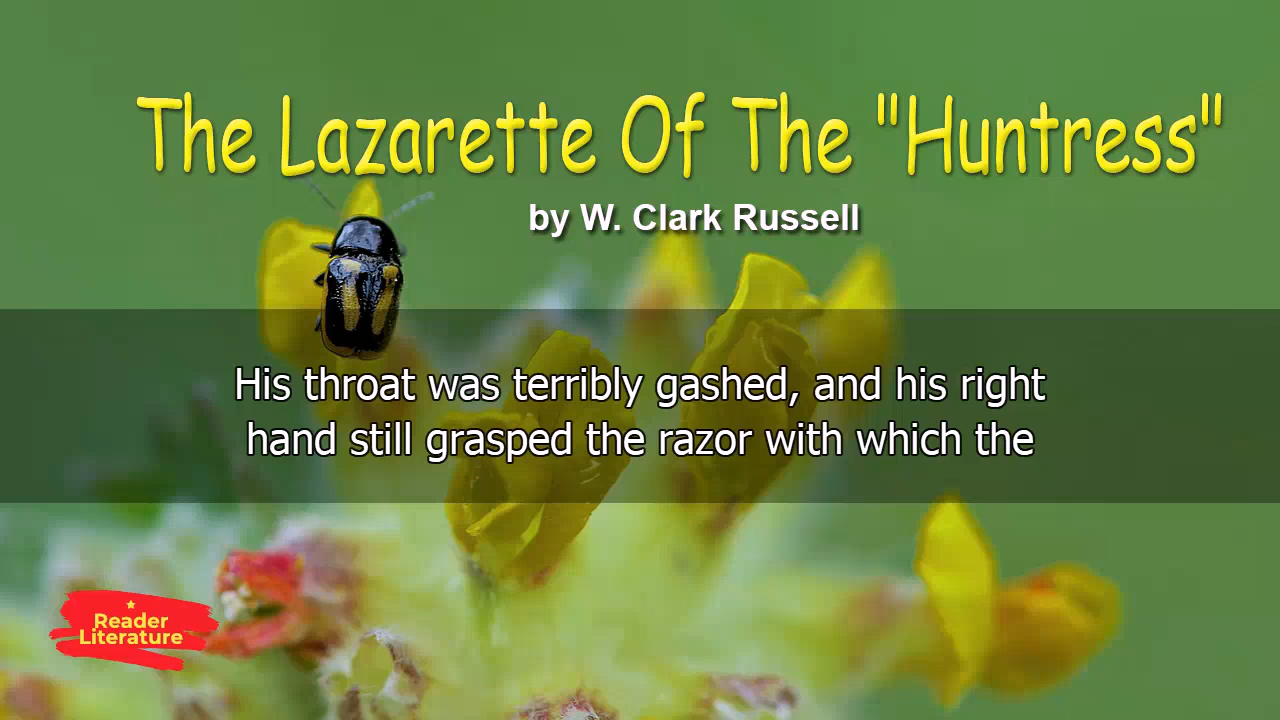 The Lazarette Of The "Huntress"
by W. Clark Russell
His throat was terribly gashed, and his right
hand still grasped the razor with which the
Reader
Literature